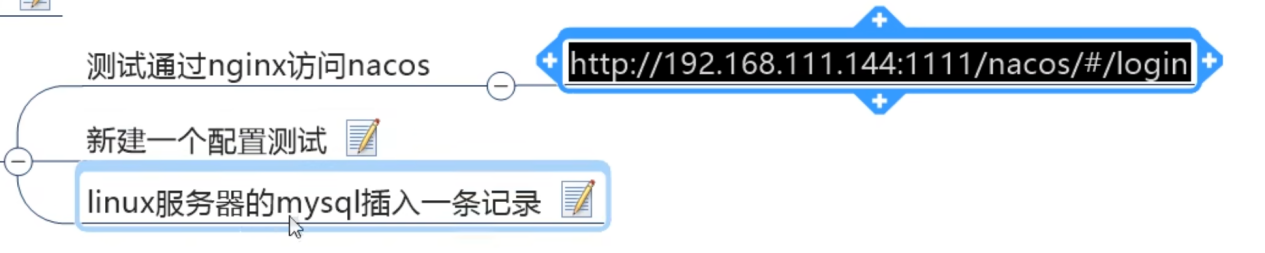 测试通过nginx访问nacos
http://192.168.111.144:1111/nacos/#/login
新建一个配置测试
linux服务器的mysql插入一条记录